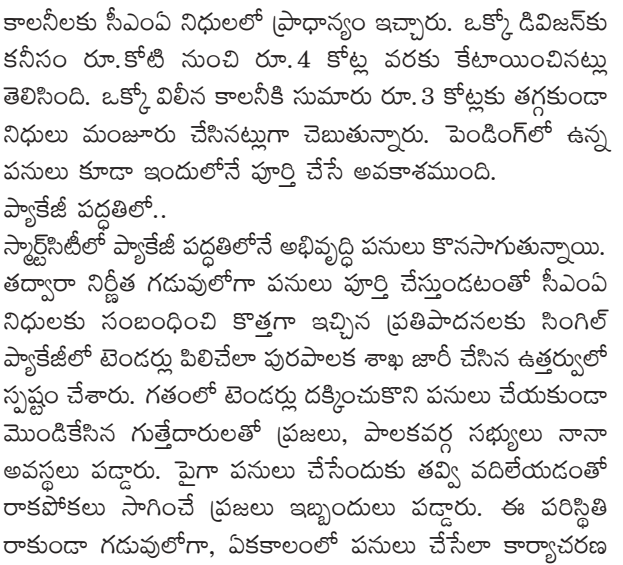 కాలనీలకు సీఎంఏ నిధులలో ప్రాధాన్యం ఇచ్చారు. ఒక్కో డివిజన్‌కు
కనీసం రూ.కోటి నుంచి రూ.4 కోట్ల వరకు కేటాయించినట్లు
తెలిసింది. ఒక్కో విలీన కాలనీకి సుమారు రూ.3 కోట్లకు తగ్గకుండా
నిధులు మంజూరు చేసినట్లుగా చెబుతున్నారు. పెండింగ్‌లో ఉన్న
పనులు కూడా ఇందులోనే పూర్తి చేసే అవకాశముంది.
ప్యాకేజీ పద్ధతిలో..
స్మార్ట్‌సిటీలో ప్యాకేజీ పద్ధతిలోనే అభివృద్ధి పనులు కొనసాగుతున్నాయి.
తద్వారా నిర్ణీత గడువులోగా పనులు పూర్తి చేస్తుండటంతో సీఎంఏ
నిధులకు సంబంధించి కొత్తగా ఇచ్చిన ప్రతిపాదనలకు సింగిల్
ప్యాకేజీలో టెండర్లు పిలిచేలా పురపాలక శాఖ జారీ చేసిన ఉత్తర్వులో
స్పష్టం చేశారు. గతంలో టెండర్లు దక్కించుకొని పనులు చేయకుండా
మొండికేసిన గుత్తేదారులతో ప్రజలు, పాలకవర్గ సభ్యులు నానా
అవస్థలు పడ్డారు. పైగా పనులు చేసేందుకు తవ్వి వదిలేయడంతో
రాకపోకలు సాగించే ప్రజలు ఇబ్బందులు పడ్డారు. ఈ పరిస్థితి
రాకుండా గడువులోగా, ఏకకాలంలో పనులు చేసేలా కార్యాచరణ